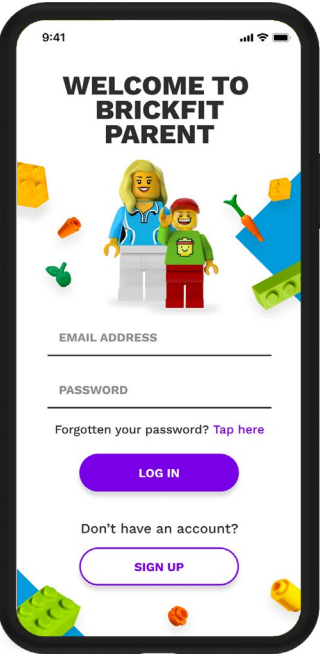 9:41
WELCOME TO
BRICKFIT
PARENT
EMAIL ADDRESS
PASSWORD
Forgotten your password? Tap here
LOG IN
Don't have an account?
SIGN UP